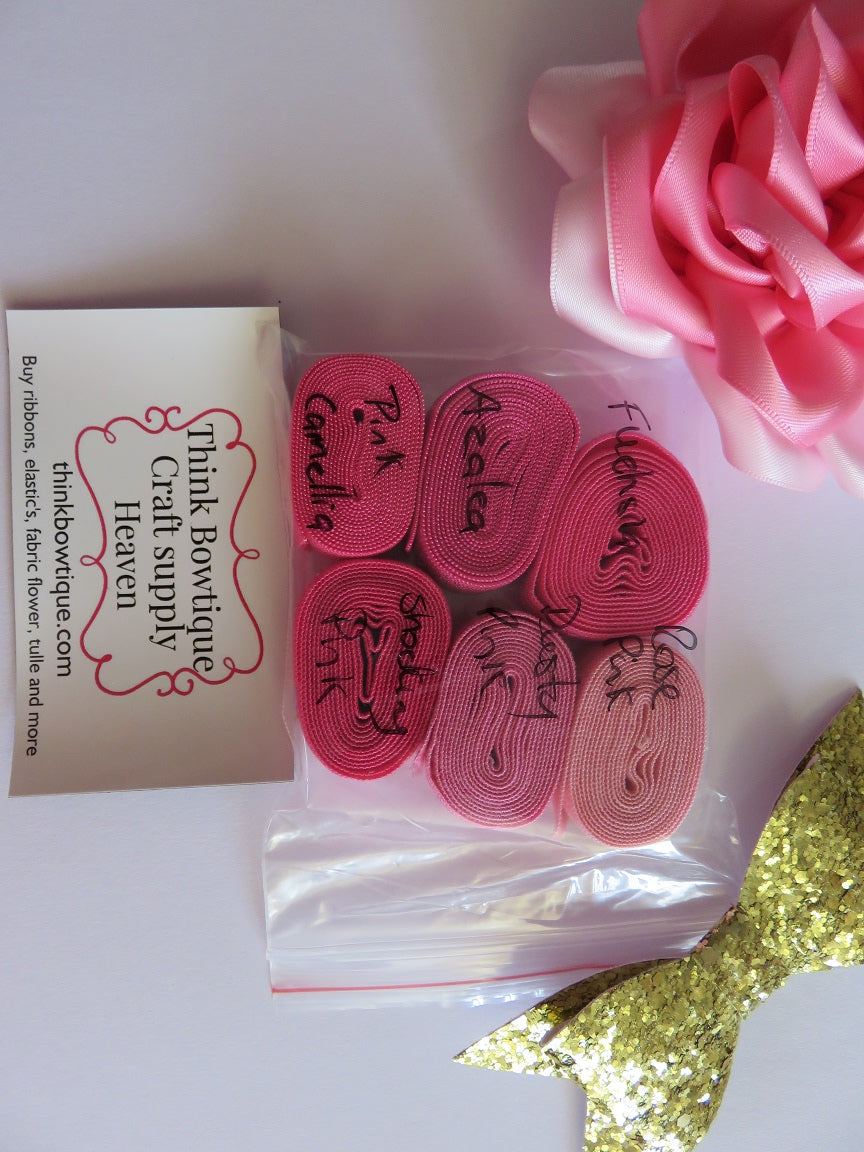 Think Bowtique
Craft supply
Heaven
thinkbowtique.com
Buy ribbons, elastic's, fabric flower, tulle and more
Fuchsia
Azalea
Pink
Camellia
Rose
Pink
Dusty
Pink
Shocking
Pink